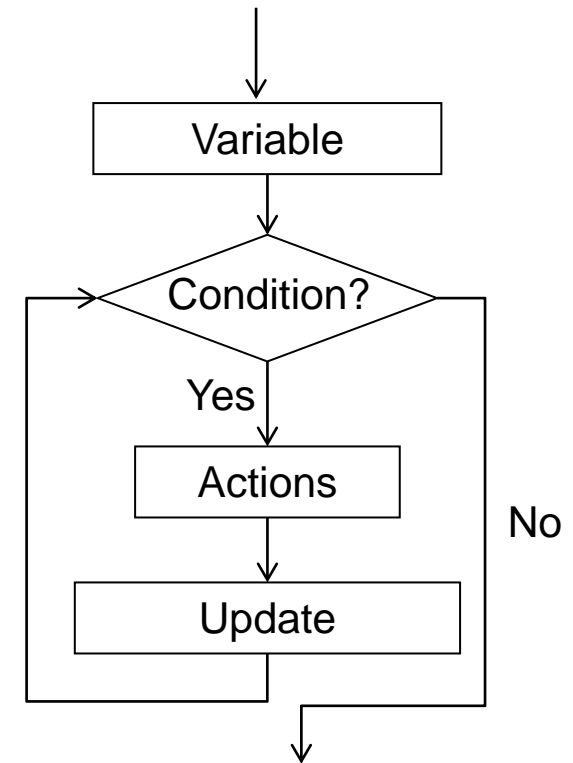 Variable
Condition?
Yes
Actions
No
Update